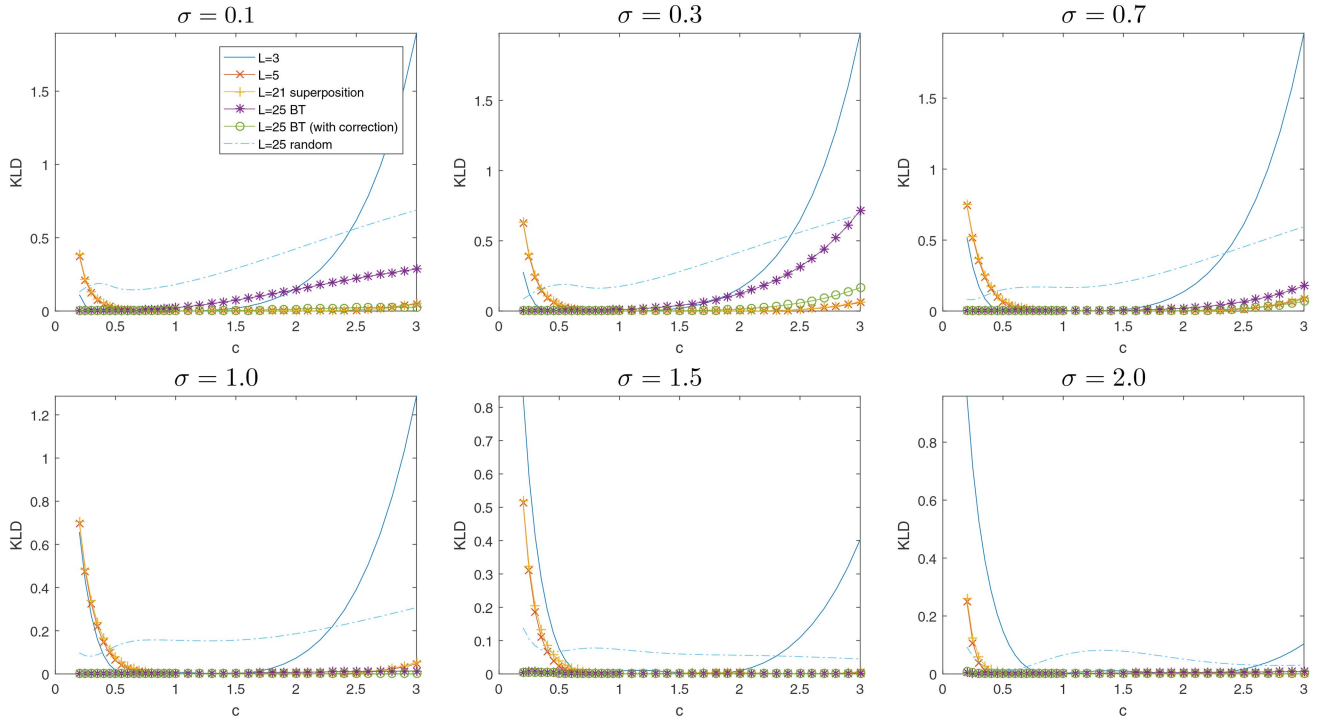 σ = 0.1
σ = 0.3
σ = 0.7
KLD
1.5
1
0.5
0
L=3
L=5
L=21 superposition
L=25 BT
L=25 BT (with correction)
L=25 random
0 0.5 1 1.5 2 2.5 3
c
KLD
1.5
1
0.5
0
0 0.5 1 1.5 2 2.5 3
c
KLD
1.5
1
0.5
0
0 0.5 1 1.5 2 2.5 3
c
σ = 1.0
σ = 1.5
σ = 2.0
KLD
1.2
1
0.8
0.6
0.4
0.2
0
0 0.5 1 1.5 2 2.5 3
c
KLD
0.8
0.7
0.6
0.5
0.4
0.3
0.2
0.1
0
0 0.5 1 1.5 2 2.5 3
c
KLD
0.8
0.6
0.4
0.2
0
0 0.5 1 1.5 2 2.5 3
c